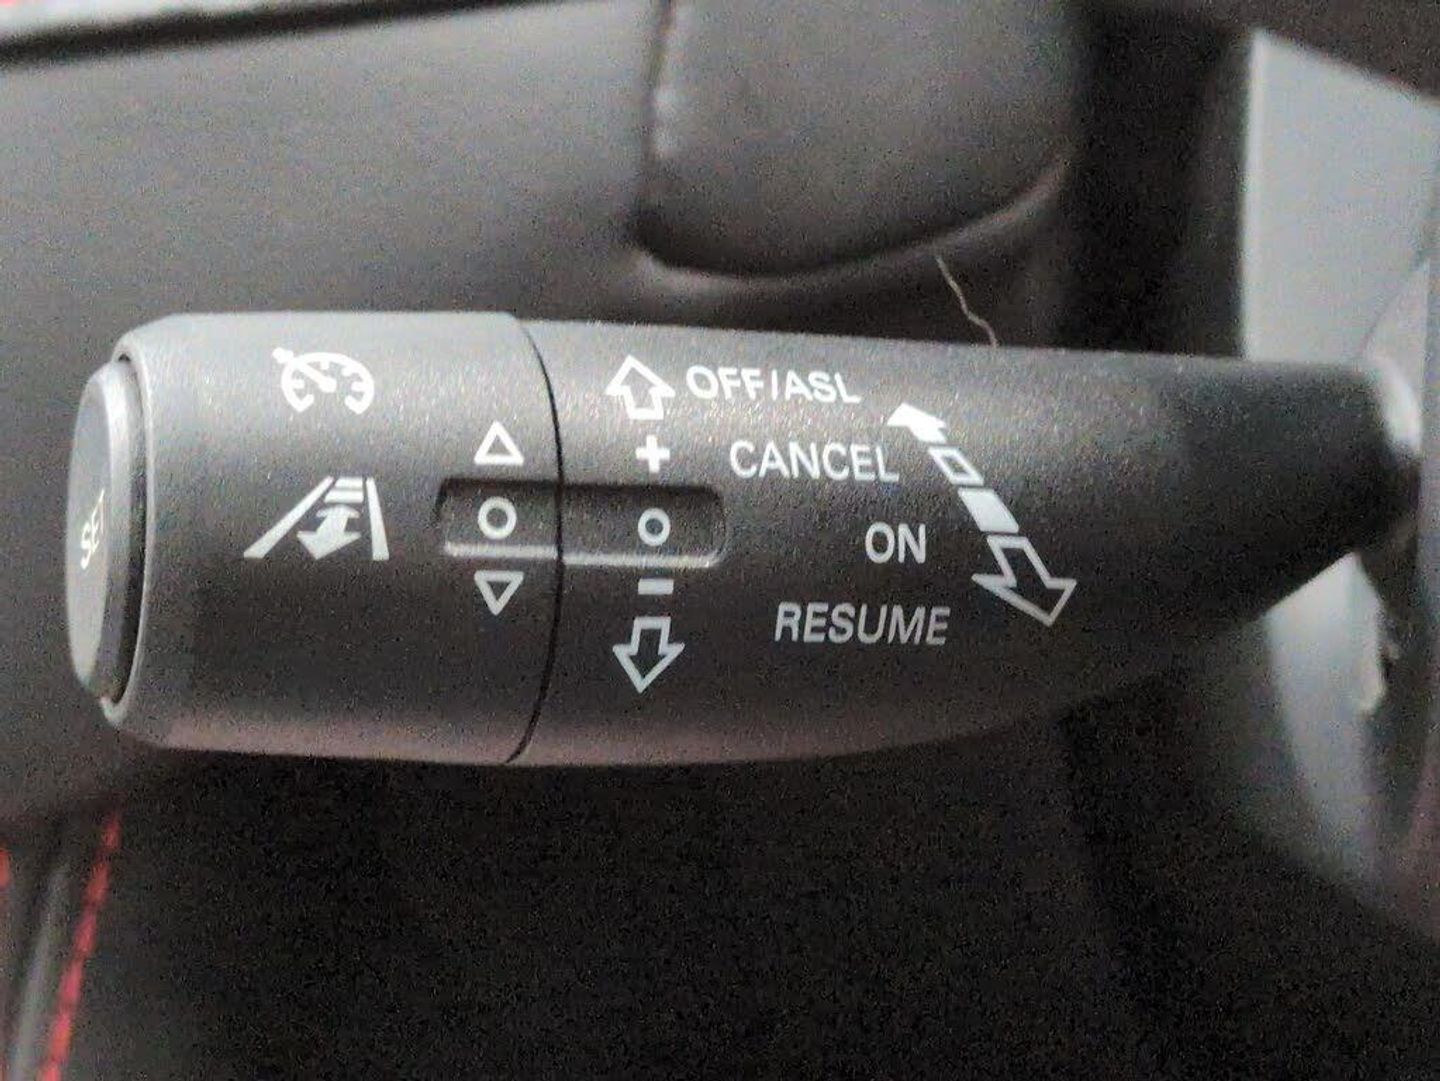 OFF/ASL
+
CANCEL
SET
ON
−
RESUME